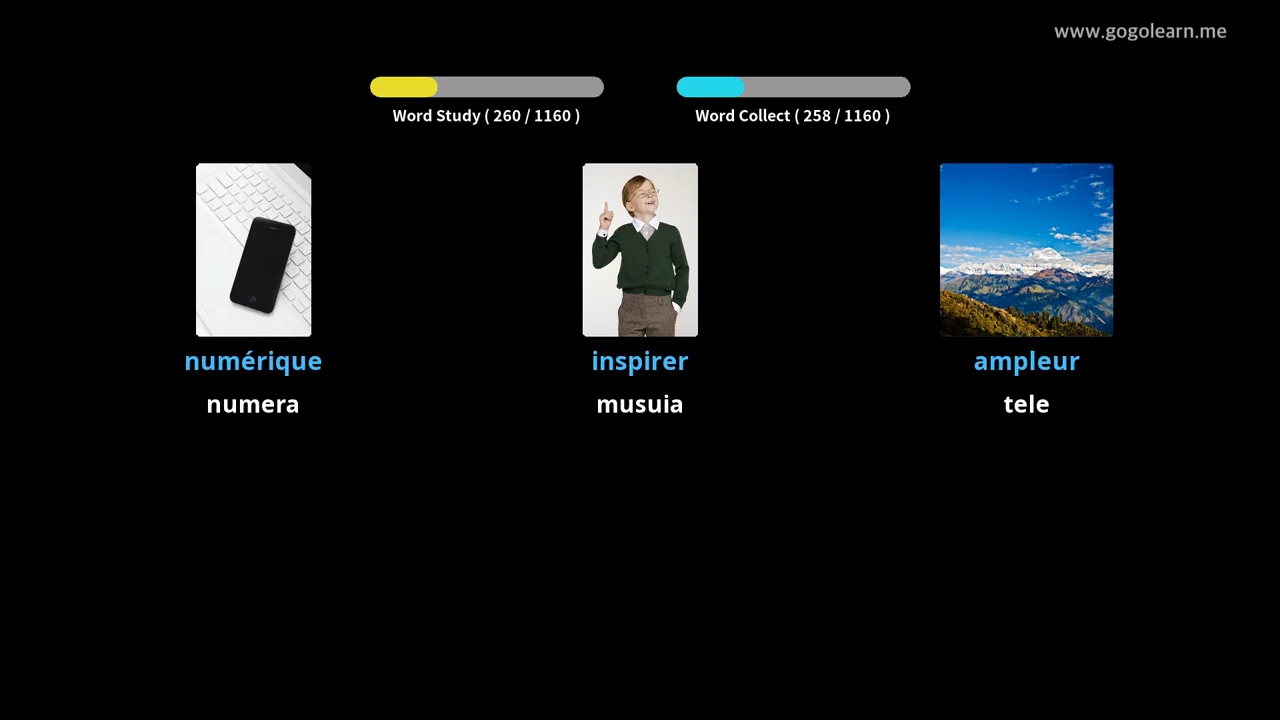 www.gogolearn.me
Word Study ( 260 / 1160 )
Word Collect ( 258 / 1160 )
numérique
inspirer
ampleur
numera
musuia
tele